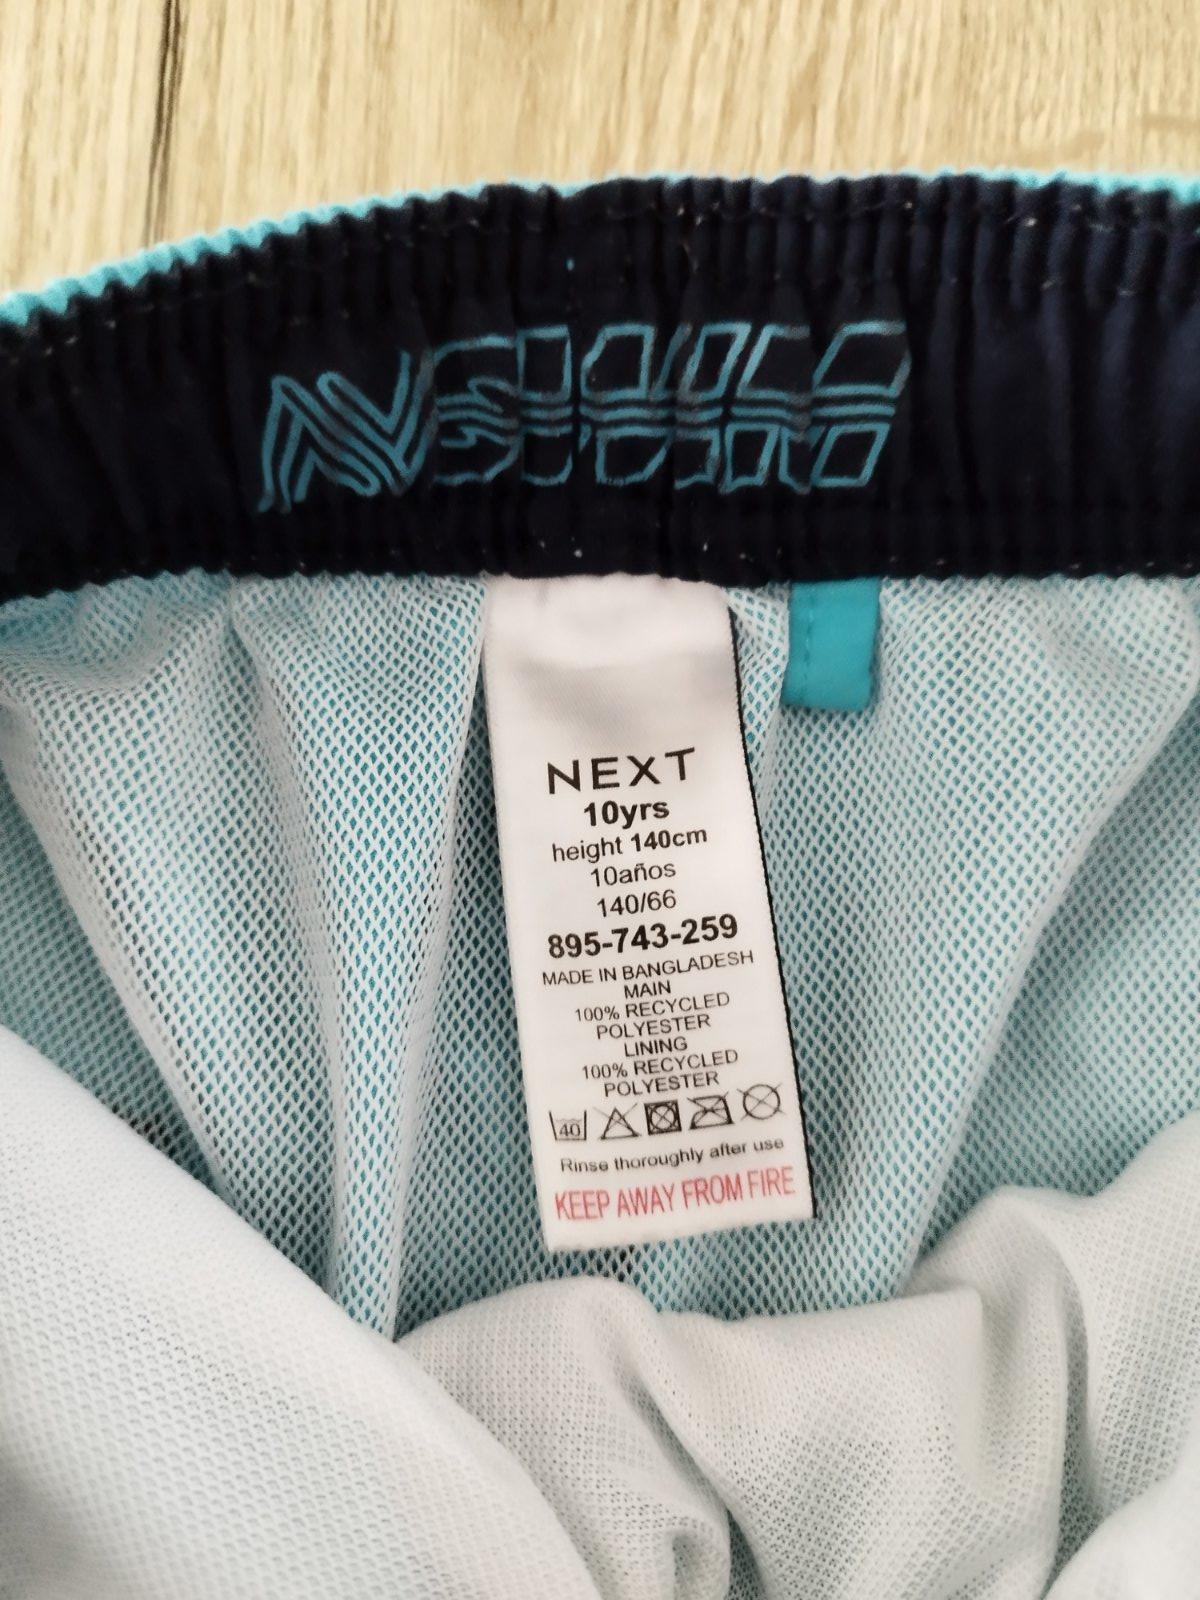 NEXT
10yrs
height 140cm
10años
140/66
895-743-259
MADE IN BANGLADESH
MAIN
100% RECYCLED
POLYESTER
LINING
100% RECYCLED
POLYESTER
40
Rinse thoroughly after use
KEEP AWAY FROM FIRE